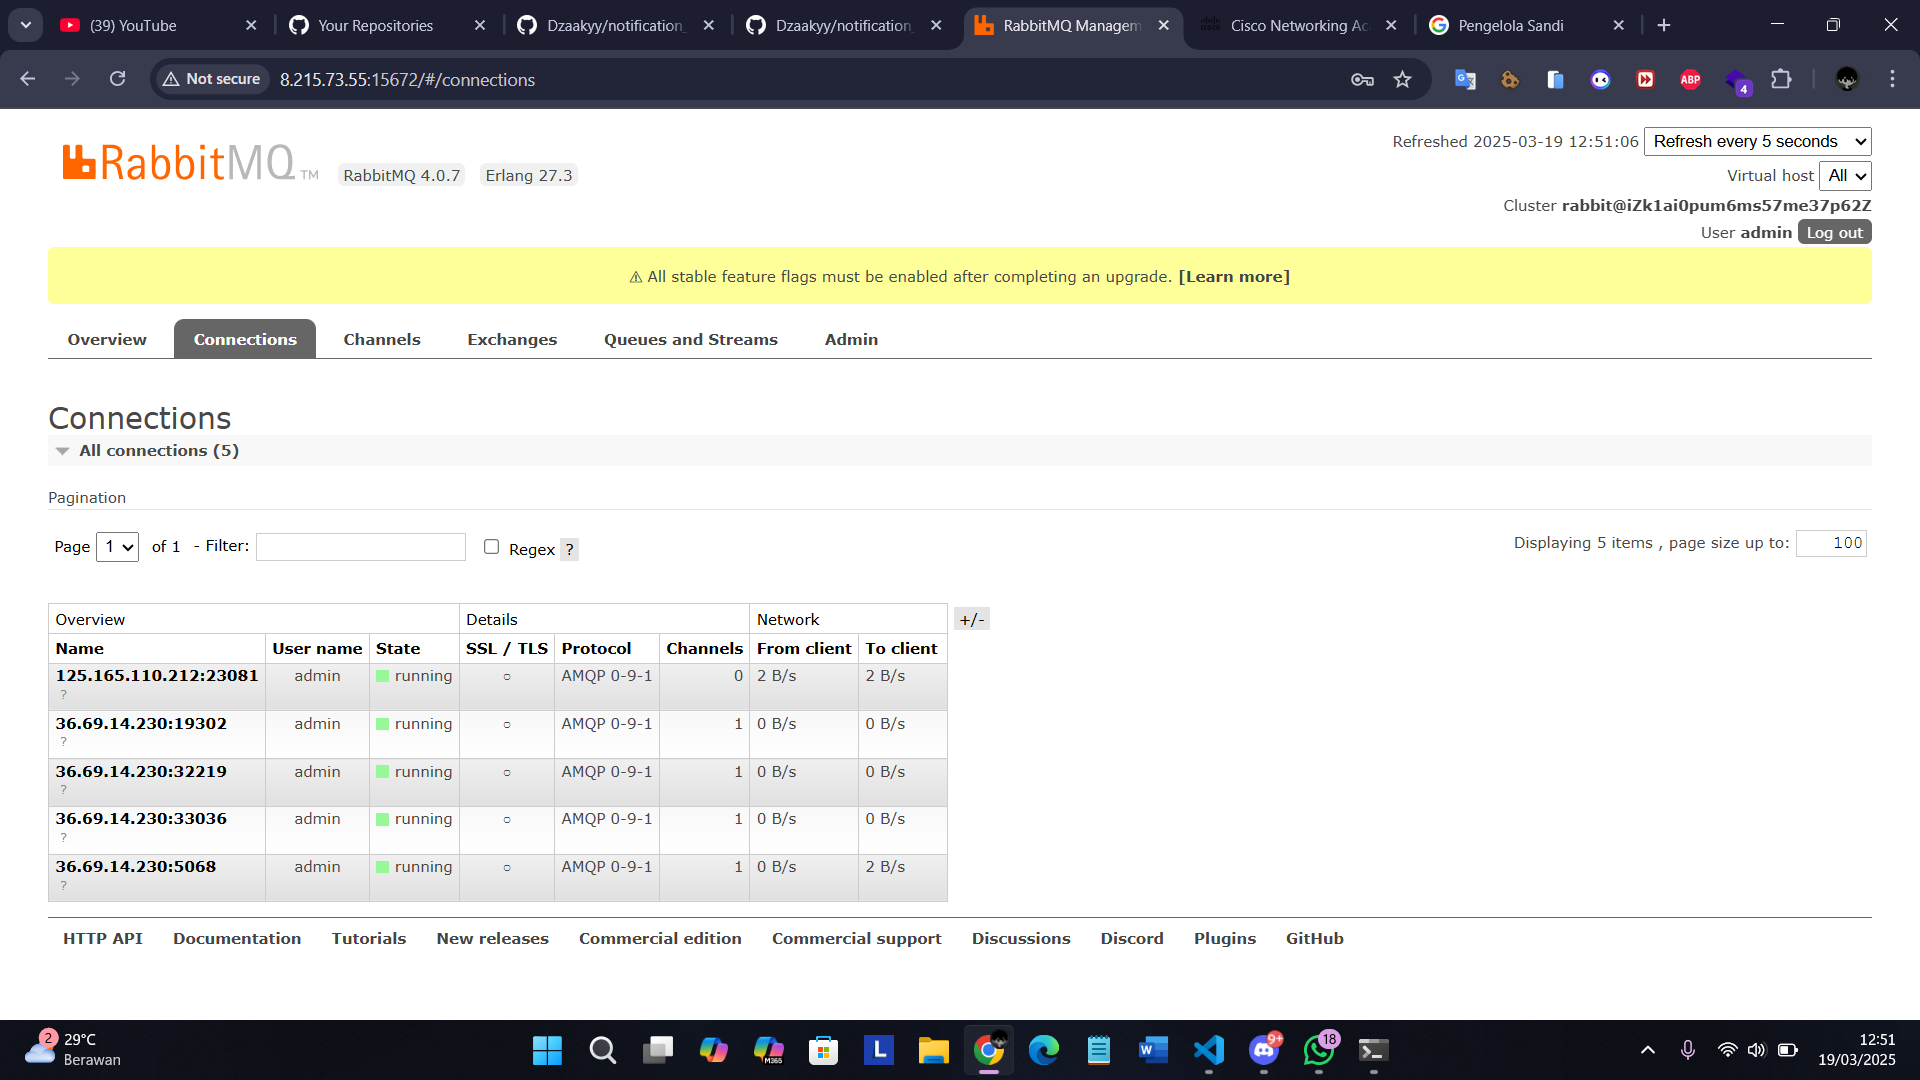 (39) YouTube
Your Repositories
Dzaakyy/notification_
Dzaakyy/notification_
RabbitMQ Managem
Cisco Networking Ac
Pengelola Sandi
Not secure
8.215.73.55:15672/#/connections
ABP
4
RabbitMQ TM
RabbitMQ 4.0.7
Erlang 27.3
Refreshed 2025-03-19 12:51:06 Refresh every 5 seconds
Virtual host All
Cluster rabbit@iZk1ai0pum6ms57me37p62Z
User admin Log out
⚠ All stable feature flags must be enabled after completing an upgrade. [Learn more]
Overview Connections Channels Exchanges Queues and Streams Admin
Connections
All connections (5)
Pagination
Page 1 of 1 - Filter: Regex ?
Displaying 5 items , page size up to: 100
Overview Details Network +/-
Name User name State SSL / TLS Protocol Channels From client To client
125.165.110.212:23081 admin running ○ AMQP 0-9-1 0 2 B/s 2 B/s
?
36.69.14.230:19302 admin running ○ AMQP 0-9-1 1 0 B/s 0 B/s
?
36.69.14.230:32219 admin running ○ AMQP 0-9-1 1 0 B/s 0 B/s
?
36.69.14.230:33036 admin running ○ AMQP 0-9-1 1 0 B/s 0 B/s
?
36.69.14.230:5068 admin running ○ AMQP 0-9-1 1 0 B/s 2 B/s
?
HTTP API Documentation Tutorials New releases Commercial edition Commercial support Discussions Discord Plugins GitHub
2
29°C
Berawan
M365
L
W
9+
18
12:51
19/03/2025